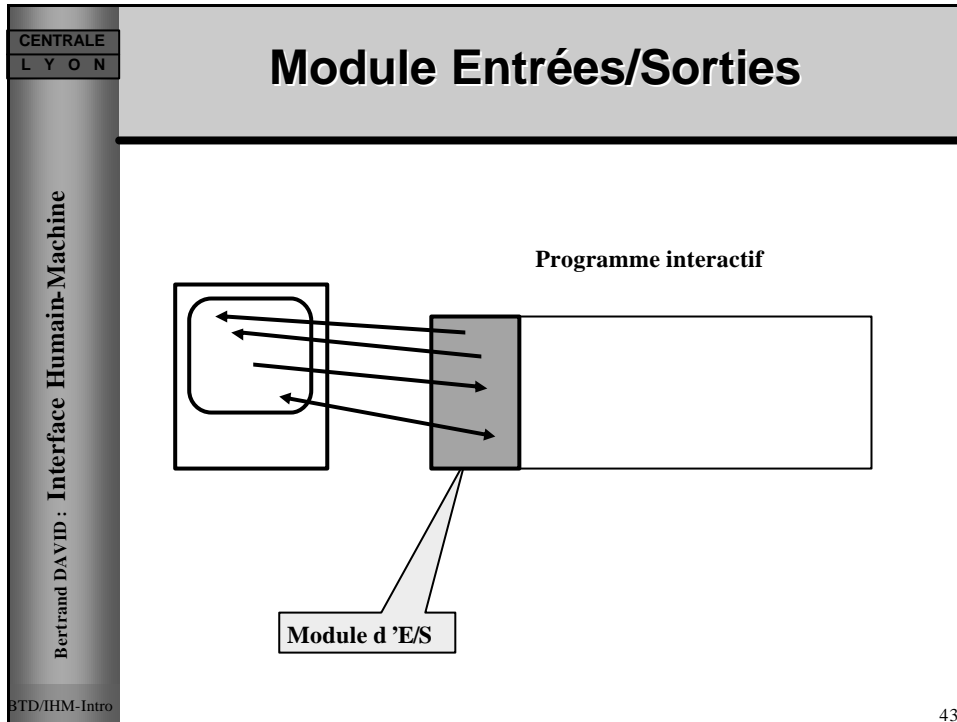 CENTRALE
L Y O N
Module Entrées/Sorties
Bertrand DAVID : Interface Humain-Machine
Programme interactif
Module d ’E/S
BTD/IHM-Intro
43